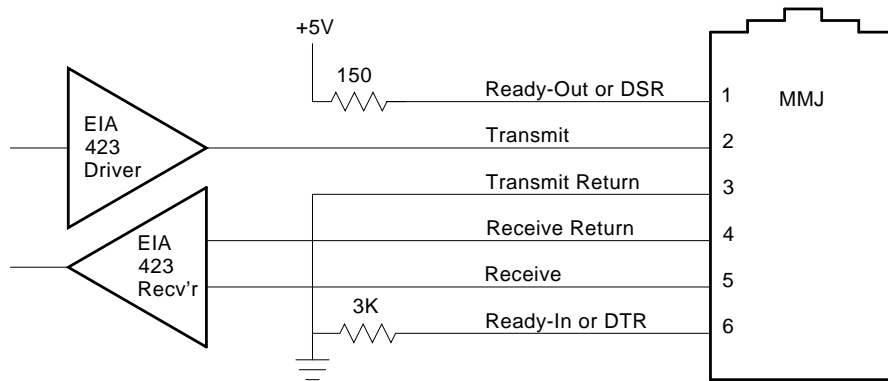 +5V
150
Ready-Out or DSR
1
MMJ
EIA
423
Driver
Transmit
2
Transmit Return
3
Receive Return
4
EIA
423
Recv'r
Receive
5
3K
Ready-In or DTR
6